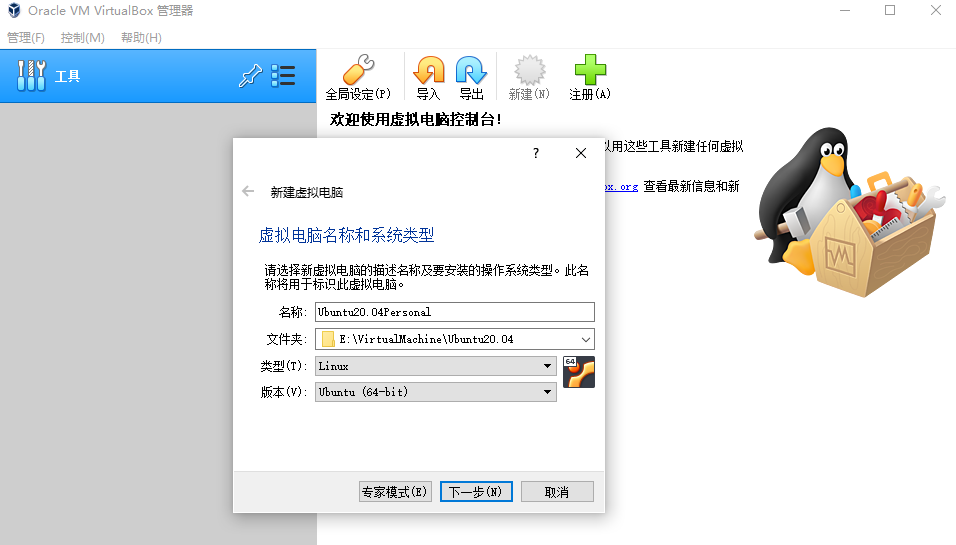 Oracle VM VirtualBox 管理器
管理(F) 控制(M) 帮助(H)
工具
全局设定(P) 导入 导出 新建(N) 注册(A)
欢迎使用虚拟电脑控制台!
以用这些工具新建任何虚拟
ox.org 查看最新信息和新
?
新建虚拟电脑
虚拟电脑名称和系统类型
请选择新虚拟电脑的描述名称及要安装的操作系统类型。此名
称将用于标识此虚拟电脑。
名称: Ubuntu20.04Personal
文件夹: E:\VirtualMachine\Ubuntu20.04
类型(T): Linux
64
版本(V): Ubuntu (64-bit)
专家模式(E) 下一步(N) 取消